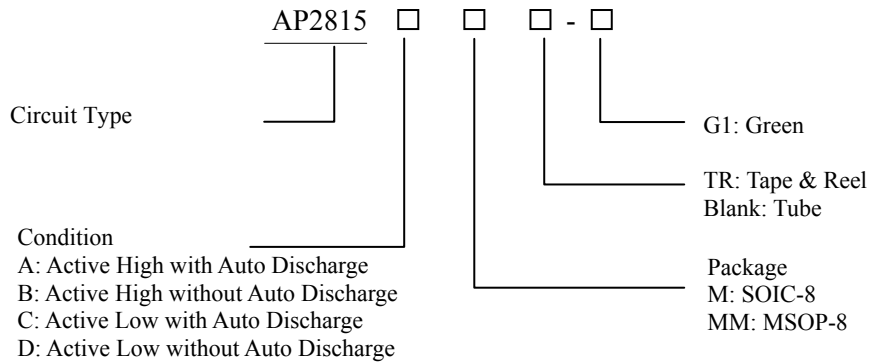 AP2815 □ □ □ - □
Circuit Type
G1: Green
TR: Tape & Reel
Blank: Tube
Condition
A: Active High with Auto Discharge
B: Active High without Auto Discharge
C: Active Low with Auto Discharge
D: Active Low without Auto Discharge
Package
M: SOIC-8
MM: MSOP-8